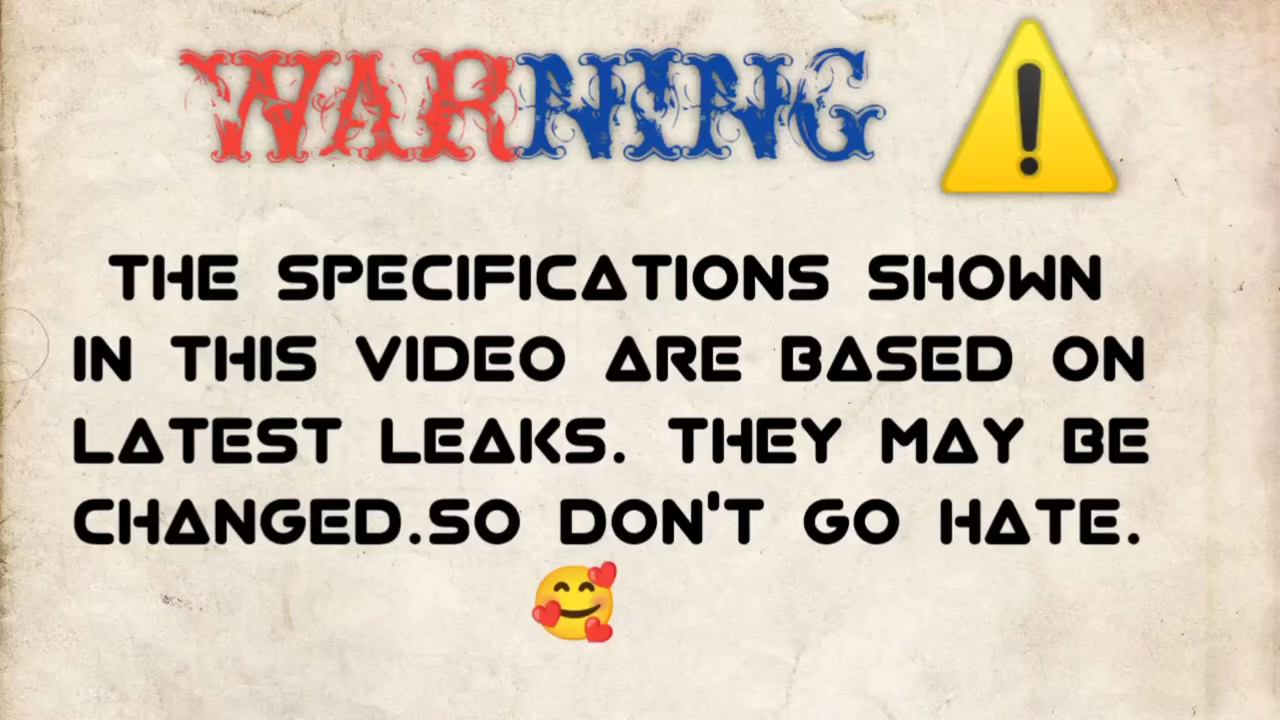 WARNING ⚠️
THE SPECIFICATIONS SHOWN
IN THIS VIDEO ARE BASED ON
LATEST LEAKS. THEY MAY BE
CHANGED.SO DON'T GO HATE.
🥰